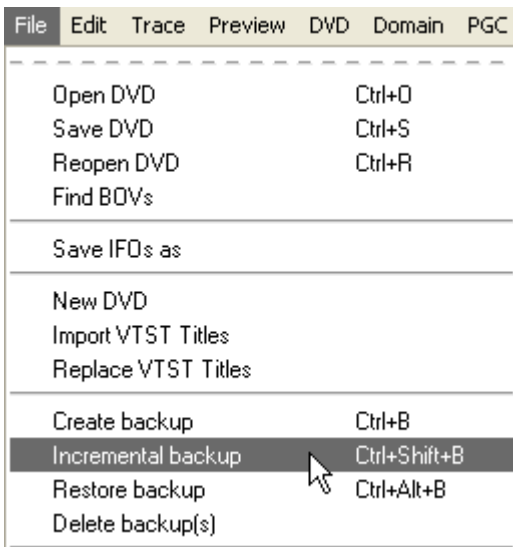 File Edit Trace Preview DVD Domain PGC
Open DVD Ctrl+O
Save DVD Ctrl+S
Reopen DVD Ctrl+R
Find BOVs
Save IFOs as
New DVD
Import VTST Titles
Replace VTST Titles
Create backup Ctrl+B
Incremental backup Ctrl+Shift+B
Restore backup Ctrl+Alt+B
Delete backup(s)